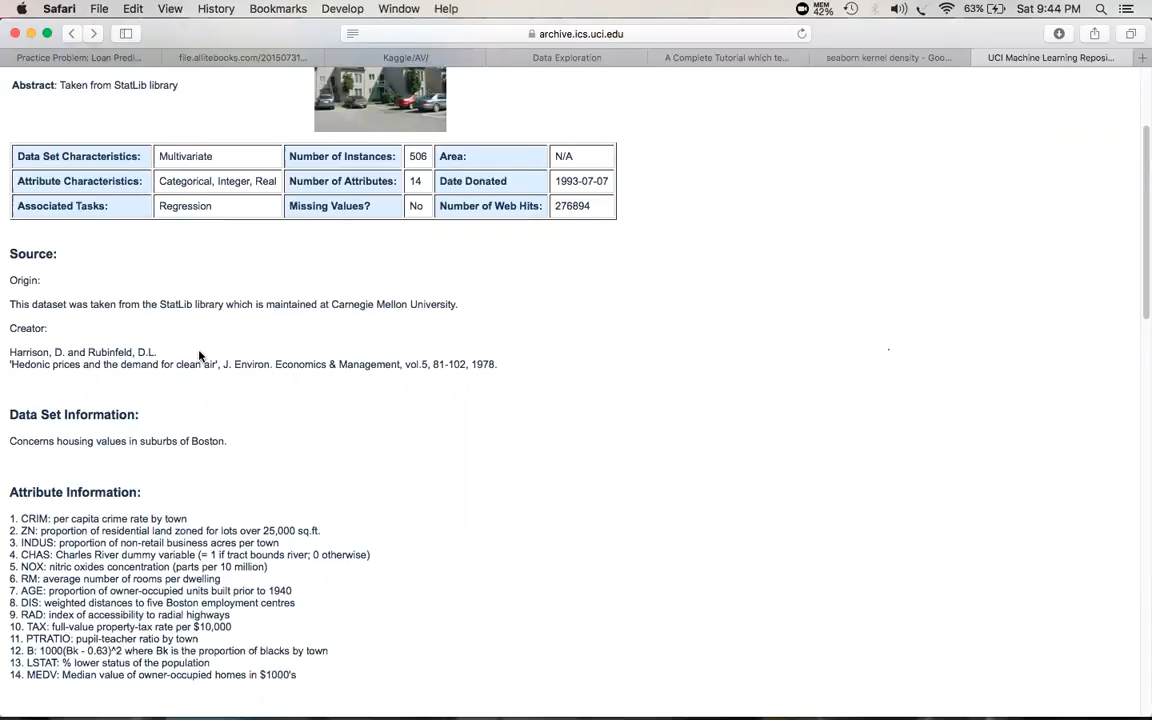 Safari File Edit View History Bookmarks Develop Window Help MEM 42% 63% Sat 9:44 PM
archive.ics.uci.edu
Practice Problem: Loan Predi... file.allitebooks.com/20150731... Kaggle/AV/ Data Exploration A Complete Tutorial which te... seaborn kernel density - Goo... UCI Machine Learning Reposi...
Abstract: Taken from StatLib library
Data Set Characteristics: Multivariate Number of Instances: 506 Area: N/A
Attribute Characteristics: Categorical, Integer, Real Number of Attributes: 14 Date Donated 1993-07-07
Associated Tasks: Regression Missing Values? No Number of Web Hits: 276894
Source:
Origin:
This dataset was taken from the StatLib library which is maintained at Carnegie Mellon University.
Creator:
Harrison, D. and Rubinfeld, D.L.
'Hedonic prices and the demand for clean air', J. Environ. Economics & Management, vol.5, 81-102, 1978.
Data Set Information:
Concerns housing values in suburbs of Boston.
Attribute Information:
1. CRIM: per capita crime rate by town
2. ZN: proportion of residential land zoned for lots over 25,000 sq.ft.
3. INDUS: proportion of non-retail business acres per town
4. CHAS: Charles River dummy variable (= 1 if tract bounds river; 0 otherwise)
5. NOX: nitric oxides concentration (parts per 10 million)
6. RM: average number of rooms per dwelling
7. AGE: proportion of owner-occupied units built prior to 1940
8. DIS: weighted distances to five Boston employment centres
9. RAD: index of accessibility to radial highways
10. TAX: full-value property-tax rate per $10,000
11. PTRATIO: pupil-teacher ratio by town
12. B: 1000(Bk - 0.63)^2 where Bk is the proportion of blacks by town
13. LSTAT: % lower status of the population
14. MEDV: Median value of owner-occupied homes in $1000's